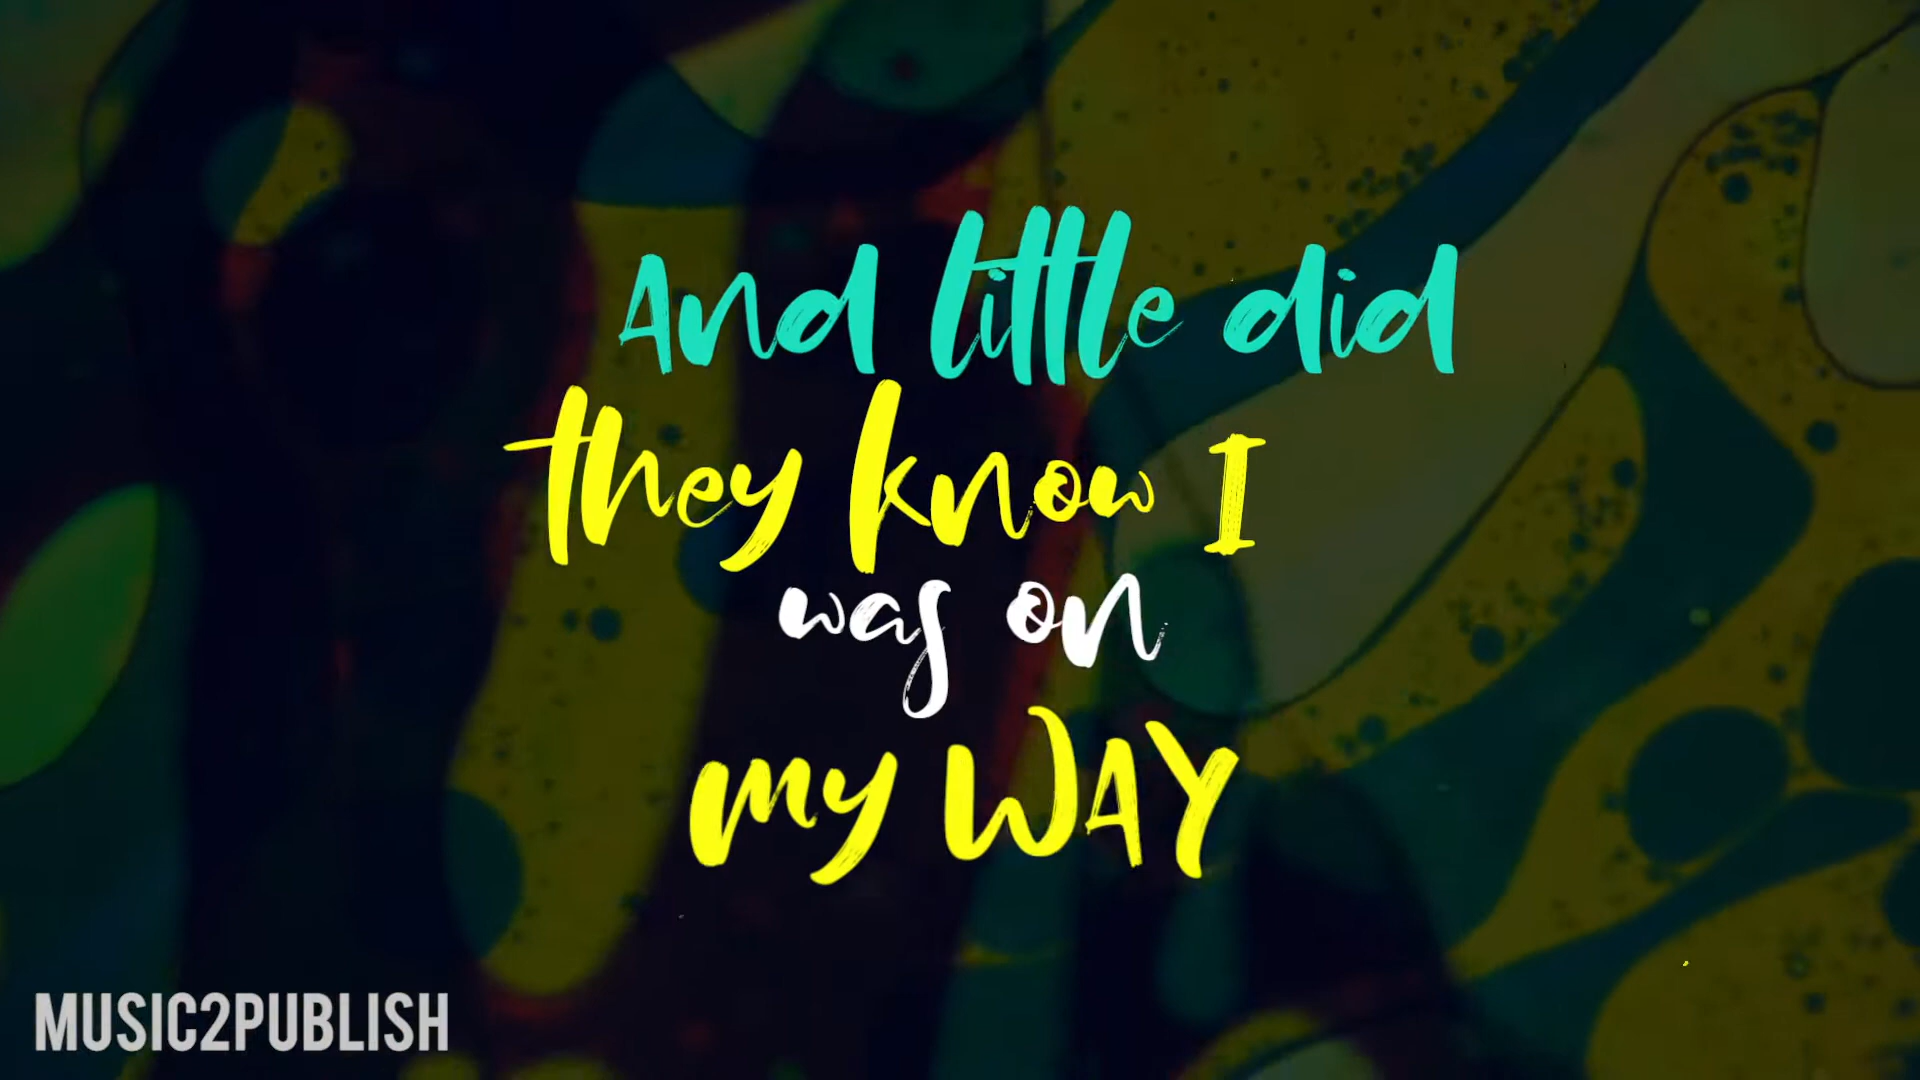 And little did
they know I
was on
my WAY
MUSIC2PUBLISH